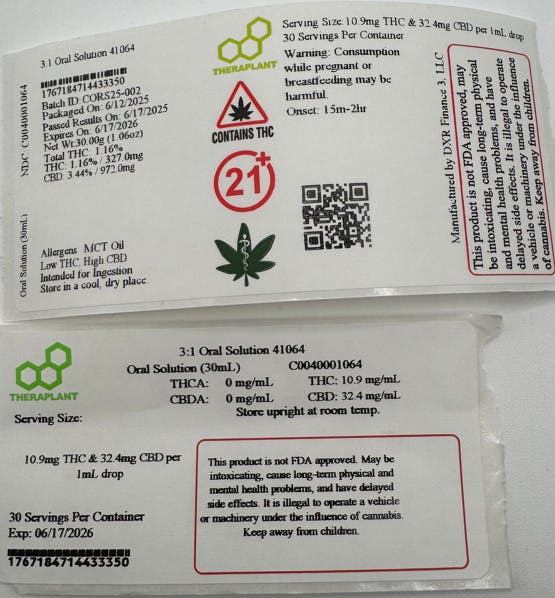 3:1 Oral Solution 41064
1767184714433350
Batch ID: CORS25-002
Packaged On: 6/12/2025
Passed Results On: 6/17/2025
Expires On: 6/17/2026
Net Wt:30.00g (1.06oz)
Total THC: 1.16%
THC: 1.16% / 327.0mg
CBD: 3.44% / 972.0mg
NDC C0040001064
Oral Solution (30mL)
Allergens MCT Oil
Low THC, High CBD
Intended for Ingestion
Store in a cool, dry place.
THERAPLANT
CONTAINS THC
21+
Serving Size: 10.9mg THC & 32.4mg CBD per 1mL drop
30 Servings Per Container
Warning: Consumption
while pregnant or
breastfeeding may be
harmful.
Onset: 15m-2hr
Manufactured by DXR Finance 3, LLC
This product is not FDA approved, may
be intoxicating, cause long-term physical
and mental health problems, and have
delayed side effects. It is illegal to operate
a vehicle or machinery under the influence
of cannabis. Keep away from children.
THERAPLANT
3:1 Oral Solution 41064
Oral Solution (30mL) C0040001064
THCA: 0 mg/mL THC: 10.9 mg/mL
CBDA: 0 mg/mL CBD: 32.4 mg/mL
Store upright at room temp.
Serving Size:
10.9mg THC & 32.4mg CBD per
1mL drop
30 Servings Per Container
Exp: 06/17/2026
1767184714433350
This product is not FDA approved. May be
intoxicating, cause long-term physical and
mental health problems, and have delayed
side effects. It is illegal to operate a vehicle
or machinery under the influence of cannabis.
Keep away from children.